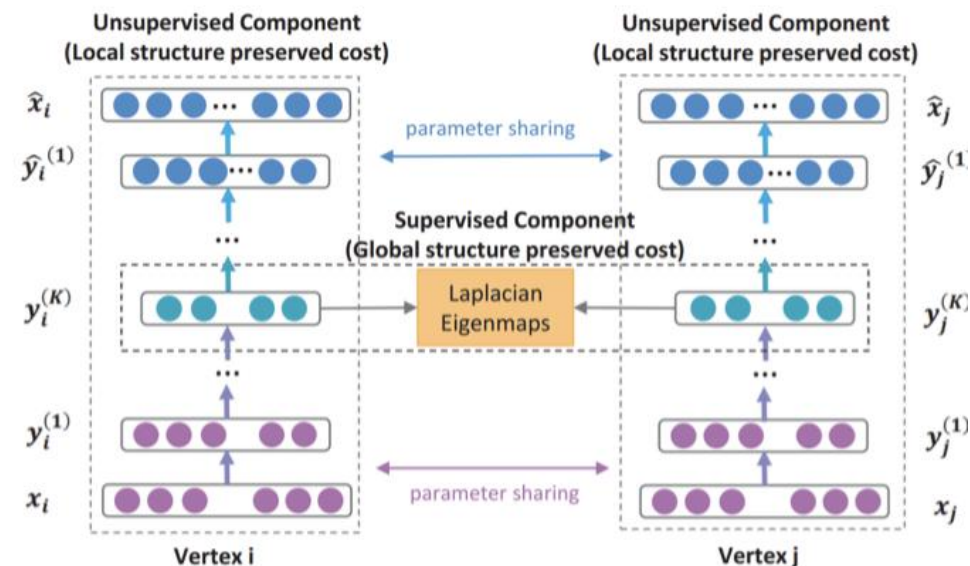 Unsupervised Component
(Local structure preserved cost)
Unsupervised Component
(Local structure preserved cost)
x̂ᵢ
...
parameter sharing
...
x̂ⱼ
ŷᵢ⁽¹⁾
...
...
ŷⱼ⁽¹⁾
...
Supervised Component
(Global structure preserved cost)
...
yᵢ⁽ᴷ⁾
Laplacian
Eigenmaps
yⱼ⁽ᴷ⁾
...
...
yᵢ⁽¹⁾
yⱼ⁽¹⁾
parameter sharing
xᵢ
xⱼ
Vertex i
Vertex j